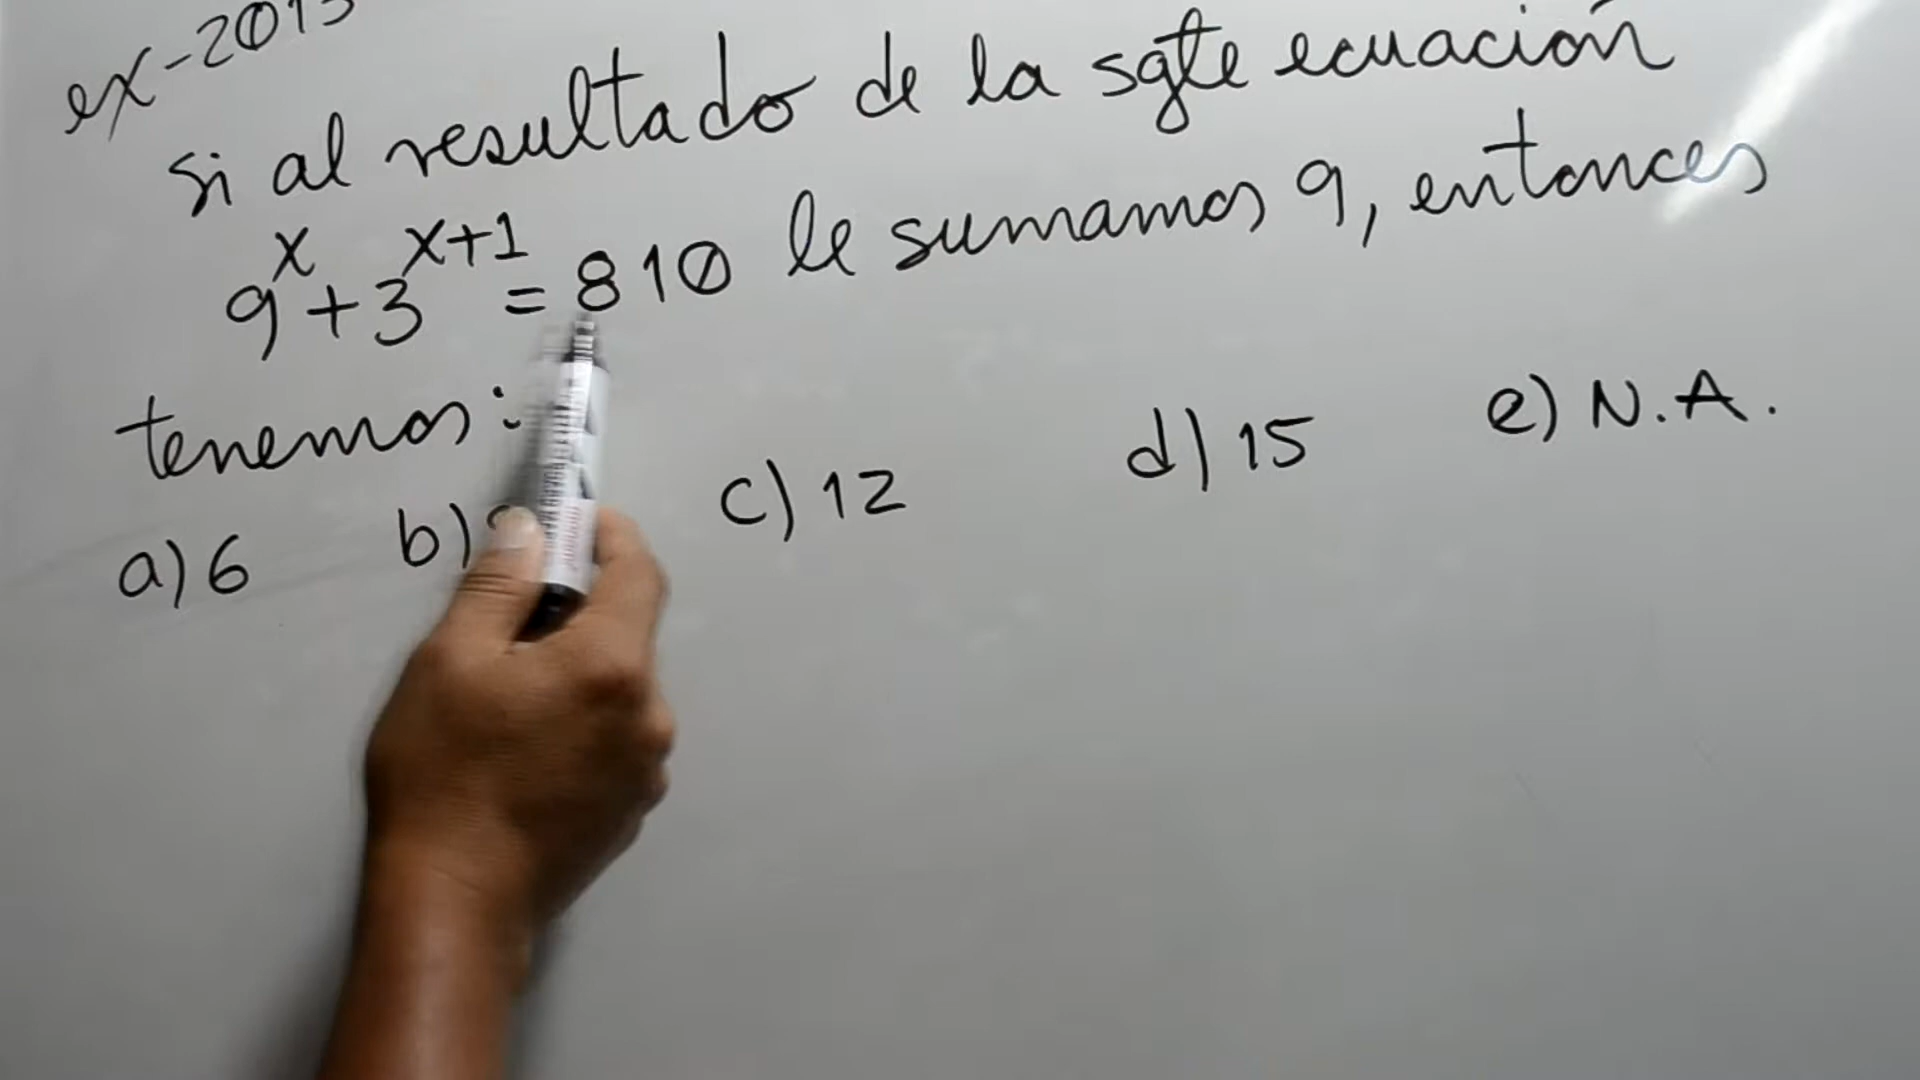 ex-2013
si al resultado de la sgte ecuación
9^x + 3^{x+1} = 810 le sumamos 9, entonces
tenemos:
a) 6 b) c) 12 d) 15 e) N.A.